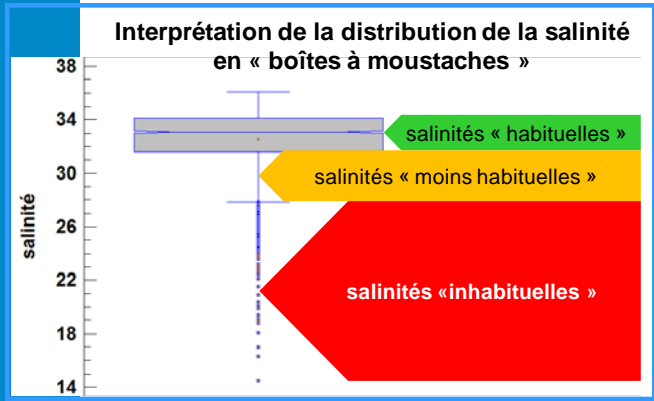 Interprétation de la distribution de la salinité
en « boîtes à moustaches »
38
34
30
26
22
18
14
salinité
salinités « habituelles »
salinités « moins habituelles »
salinités «inhabituelles »